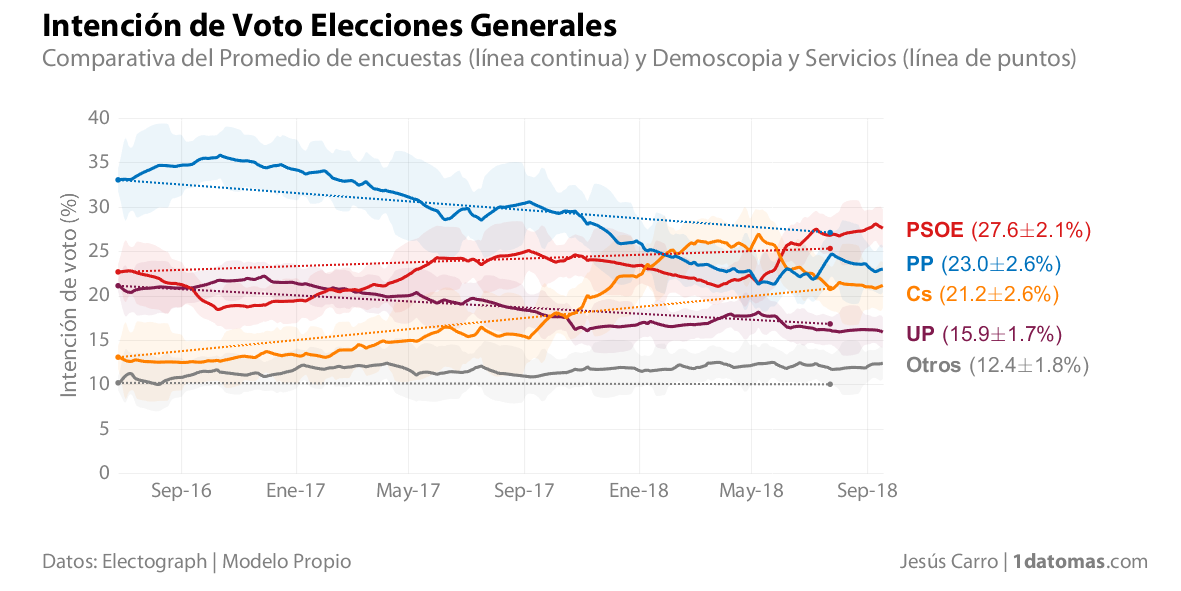 Intención de Voto Elecciones Generales
Comparativa del Promedio de encuestas (línea continua) y Demoscopia y Servicios (línea de puntos)
Intención de voto (%)
40
35
30
25
20
15
10
5
0
Sep-16 Ene-17 May-17 Sep-17 Ene-18 May-18 Sep-18
PSOE (27.6±2.1%)
PP (23.0±2.6%)
Cs (21.2±2.6%)
UP (15.9±1.7%)
Otros (12.4±1.8%)
Datos: Electograph | Modelo Propio
Jesús Carro | 1datomas.com